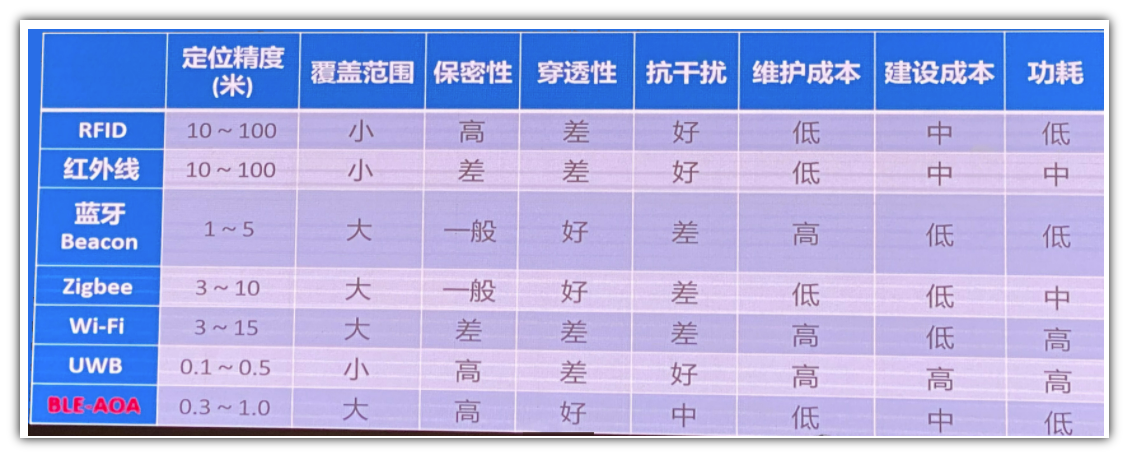 定位精度(米) 覆盖范围 保密性 穿透性 抗干扰 维护成本 建设成本 功耗
RFID 10~100 小 高 差 好 低 中 低
红外线 10~100 小 差 差 好 低 中 中
蓝牙 Beacon 1~5 大 一般 好 差 高 低 低
Zigbee 3~10 大 一般 好 差 低 低 中
Wi-Fi 3~15 大 差 差 差 高 低 高
UWB 0.1~0.5 小 高 差 好 高 高 高
BLE-AOA 0.3~1.0 大 高 好 中 低 中 低